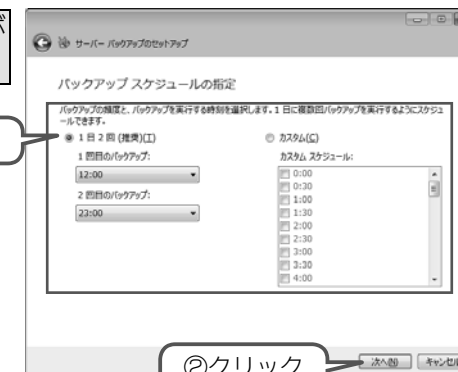 サーバー バックアップのセットアップ
バックアップ スケジュールの指定
バックアップの頻度と、バックアップを実行する時刻を選択します。1 日に複数回バックアップを実行するようにスケジュ
ールできます。
1 日 2 回 (推奨)(T)
1 回目のバックアップ:
12:00
2 回目のバックアップ:
23:00
カスタム(C)
カスタム スケジュール:
0:00
0:30
1:00
1:30
2:00
2:30
3:00
3:30
4:00
②クリック
次へ(N)
キャンセル